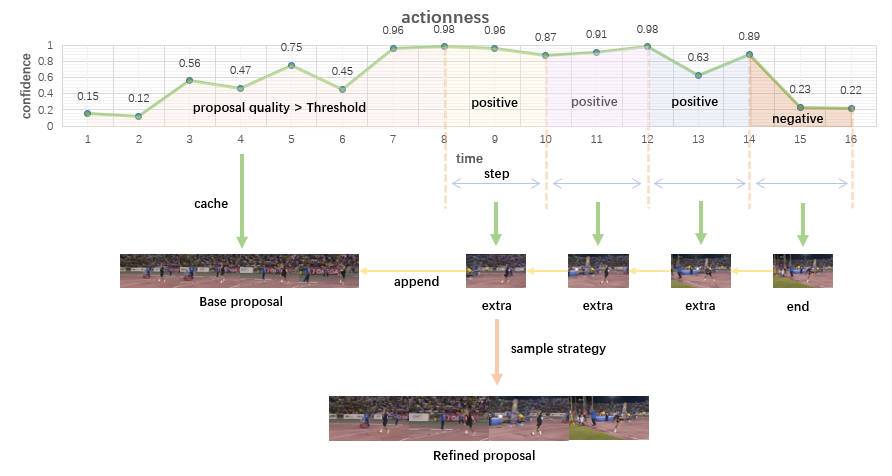 actionness
confidence
1
0.8
0.6
0.4
0.2
0
0.15
0.12
0.56
0.47
0.75
0.45
0.96
0.98
0.96
0.87
0.91
0.98
0.63
0.89
0.23
0.22
proposal quality > Threshold
positive
positive
positive
negative
1 2 3 4 5 6 7 8 9 10 11 12 13 14 15 16
time
step
cache
append
Base proposal
extra
extra
extra
end
sample strategy
Refined proposal